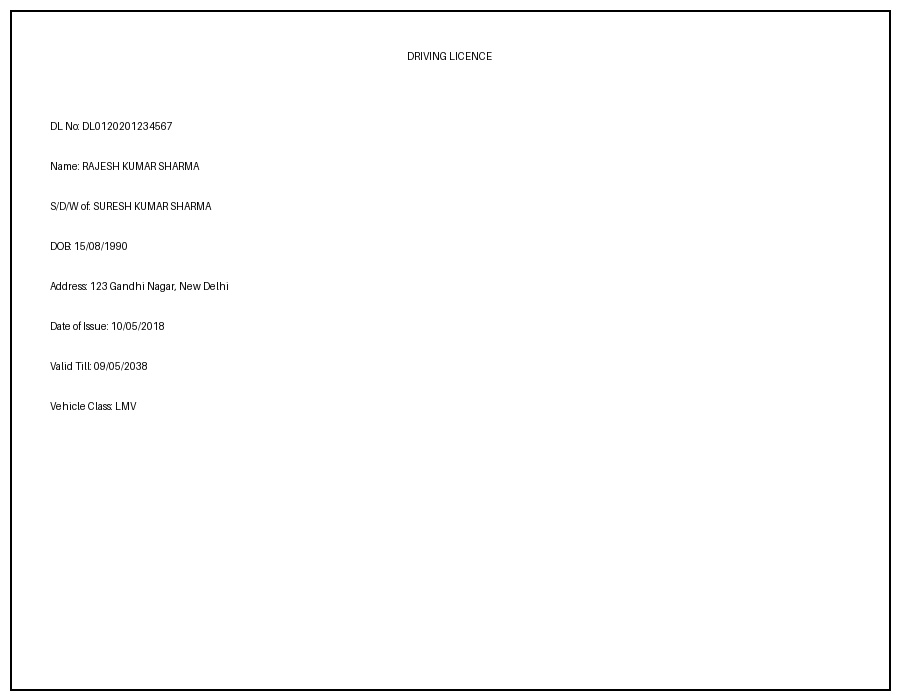 DRIVING LICENCE
DL No: DL0120201234567
Name: RAJESH KUMAR SHARMA
S/D/W of: SURESH KUMAR SHARMA
DOB: 15/08/1990
Address: 123 Gandhi Nagar, New Delhi
Date of Issue: 10/05/2018
Valid Till: 09/05/2038
Vehicle Class: LMV